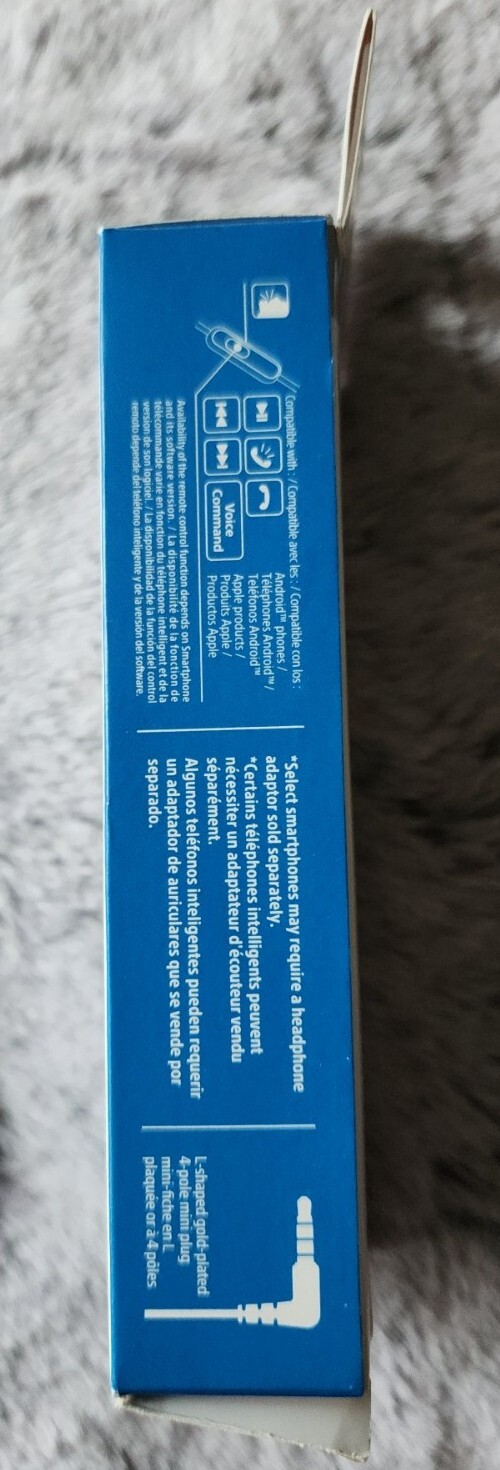 Compatible with : / Compatible avec les : / Compatible con los :
Android™ phones /
Téléphones Android™/
Teléfonos Android™
Voice
Command
Apple products /
Produits Apple /
Productos Apple
Availability of the remote control function depends on Smartphone
and its software version. / La disponibilité de la fonction de
télécommande varie en fonction du téléphone intelligent et de la
version de son logiciel. / La disponibilidad de la función del control
remoto depende del teléfono inteligente y de la versión del software.
*Select smartphones may require a headphone
adaptor sold separately.
*Certains téléphones intelligents peuvent
nécessiter un adaptateur d'écouteur vendu
séparément.
Algunos teléfonos inteligentes pueden requerir
un adaptador de auriculares que se vende por
separado.
L-shaped gold-plated
4-pole mini plug
mini-fiche en L
plaquée or à 4 pôles